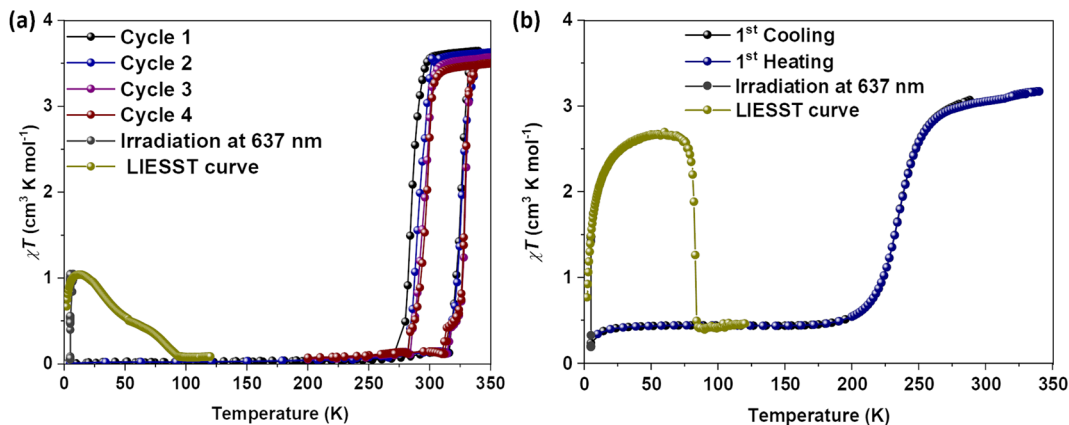 (a)
χT (cm³ K mol⁻¹)
4
3
2
1
0
Cycle 1
Cycle 2
Cycle 3
Cycle 4
Irradiation at 637 nm
LIESST curve
0 50 100 150 200 250 300 350
Temperature (K)
(b)
χT (cm³ K mol⁻¹)
4
3
2
1
0
1st Cooling
1st Heating
Irradiation at 637 nm
LIESST curve
0 50 100 150 200 250 300 350
Temperature (K)